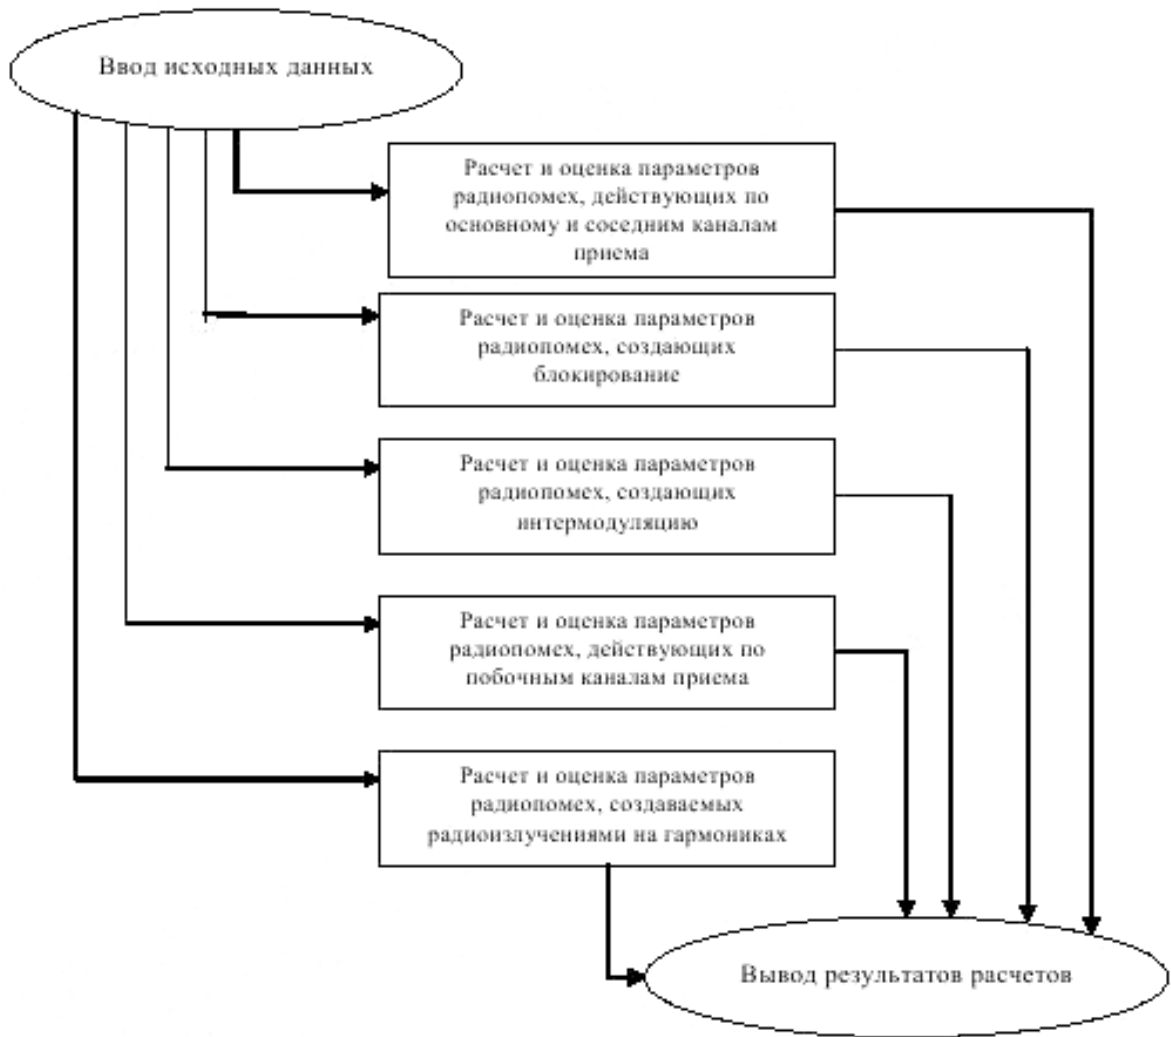 Ввод исходных данных
Расчет и оценка параметров
радиопомех, действующих по
основному и соседним каналам
приема
Расчет и оценка параметров
радиопомех, создающих
блокирование
Расчет и оценка параметров
радиопомех, создающих
интермодуляцию
Расчет и оценка параметров
радиопомех, действующих по
побочным каналам приема
Расчет и оценка параметров
радиопомех, создаваемых
радиоизлучениями на гармониках
Вывод результатов расчетов